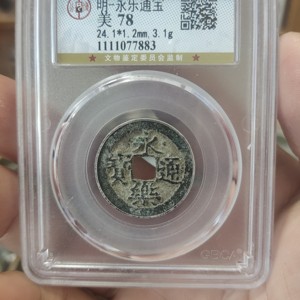 明-永乐通宝
美 78
24.1*1.2mm,3.1g
1111077883
★ ★ ★ ★ ★
文物鉴定委员会监制
永樂通寶
GBCA